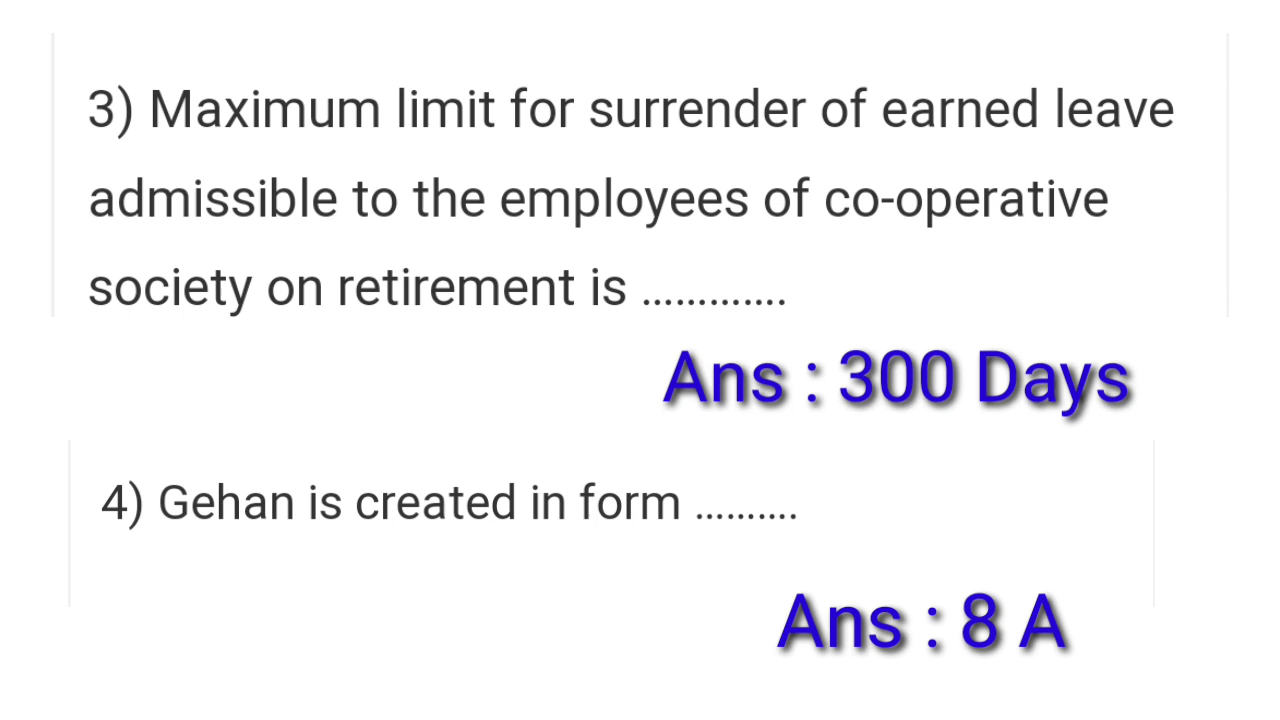 3) Maximum limit for surrender of earned leave
admissible to the employees of co-operative
society on retirement is .............
Ans : 300 Days
4) Gehan is created in form ..........
Ans : 8 A